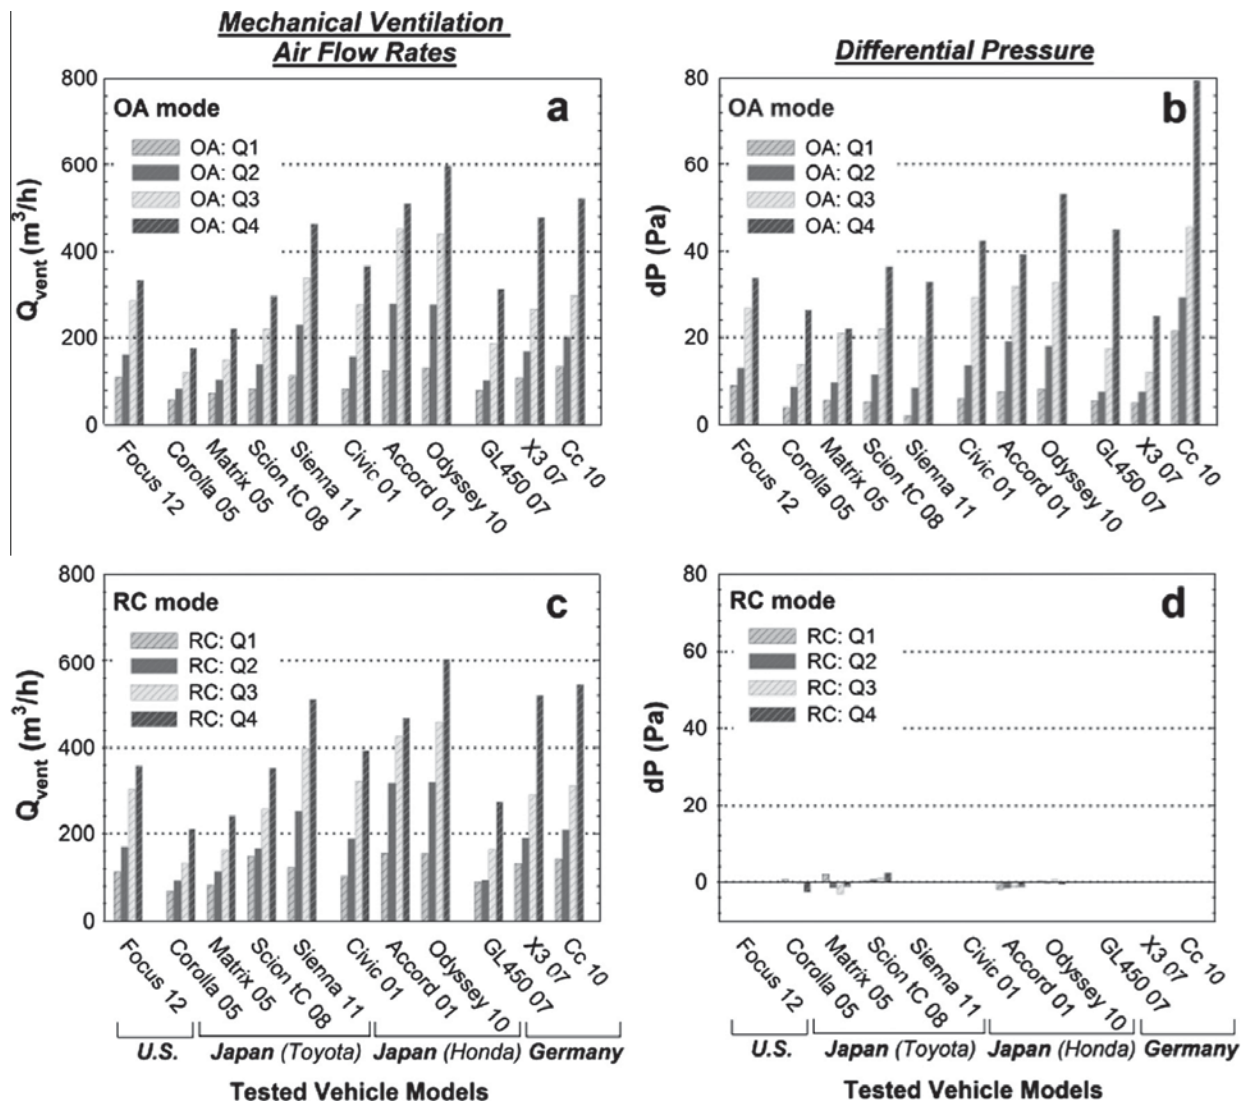 Mechanical Ventilation
Air Flow Rates
Differential Pressure
800
600
400
200
0
Qvent (m³/h)
OA mode
a
OA: Q1
OA: Q2
OA: Q3
OA: Q4
Focus 12
Corolla 05
Matrix 05
Scion tC 08
Sienna 11
Civic 01
Accord 01
Odyssey 10
GL450 07
X3 07
Cc 10
80
60
40
20
0
dP (Pa)
OA mode
b
OA: Q1
OA: Q2
OA: Q3
OA: Q4
Focus 12
Corolla 05
Matrix 05
Scion tC 08
Sienna 11
Civic 01
Accord 01
Odyssey 10
GL450 07
X3 07
Cc 10
800
600
400
200
0
Qvent (m³/h)
RC mode
c
RC: Q1
RC: Q2
RC: Q3
RC: Q4
Focus 12
Corolla 05
Matrix 05
Scion tC 08
Sienna 11
Civic 01
Accord 01
Odyssey 10
GL450 07
X3 07
Cc 10
U.S. Japan (Toyota) Japan (Honda) Germany
Tested Vehicle Models
80
60
40
20
0
dP (Pa)
RC mode
d
RC: Q1
RC: Q2
RC: Q3
RC: Q4
Focus 12
Corolla 05
Matrix 05
Scion tC 08
Sienna 11
Civic 01
Accord 01
Odyssey 10
GL450 07
X3 07
Cc 10
U.S. Japan (Toyota) Japan (Honda) Germany
Tested Vehicle Models